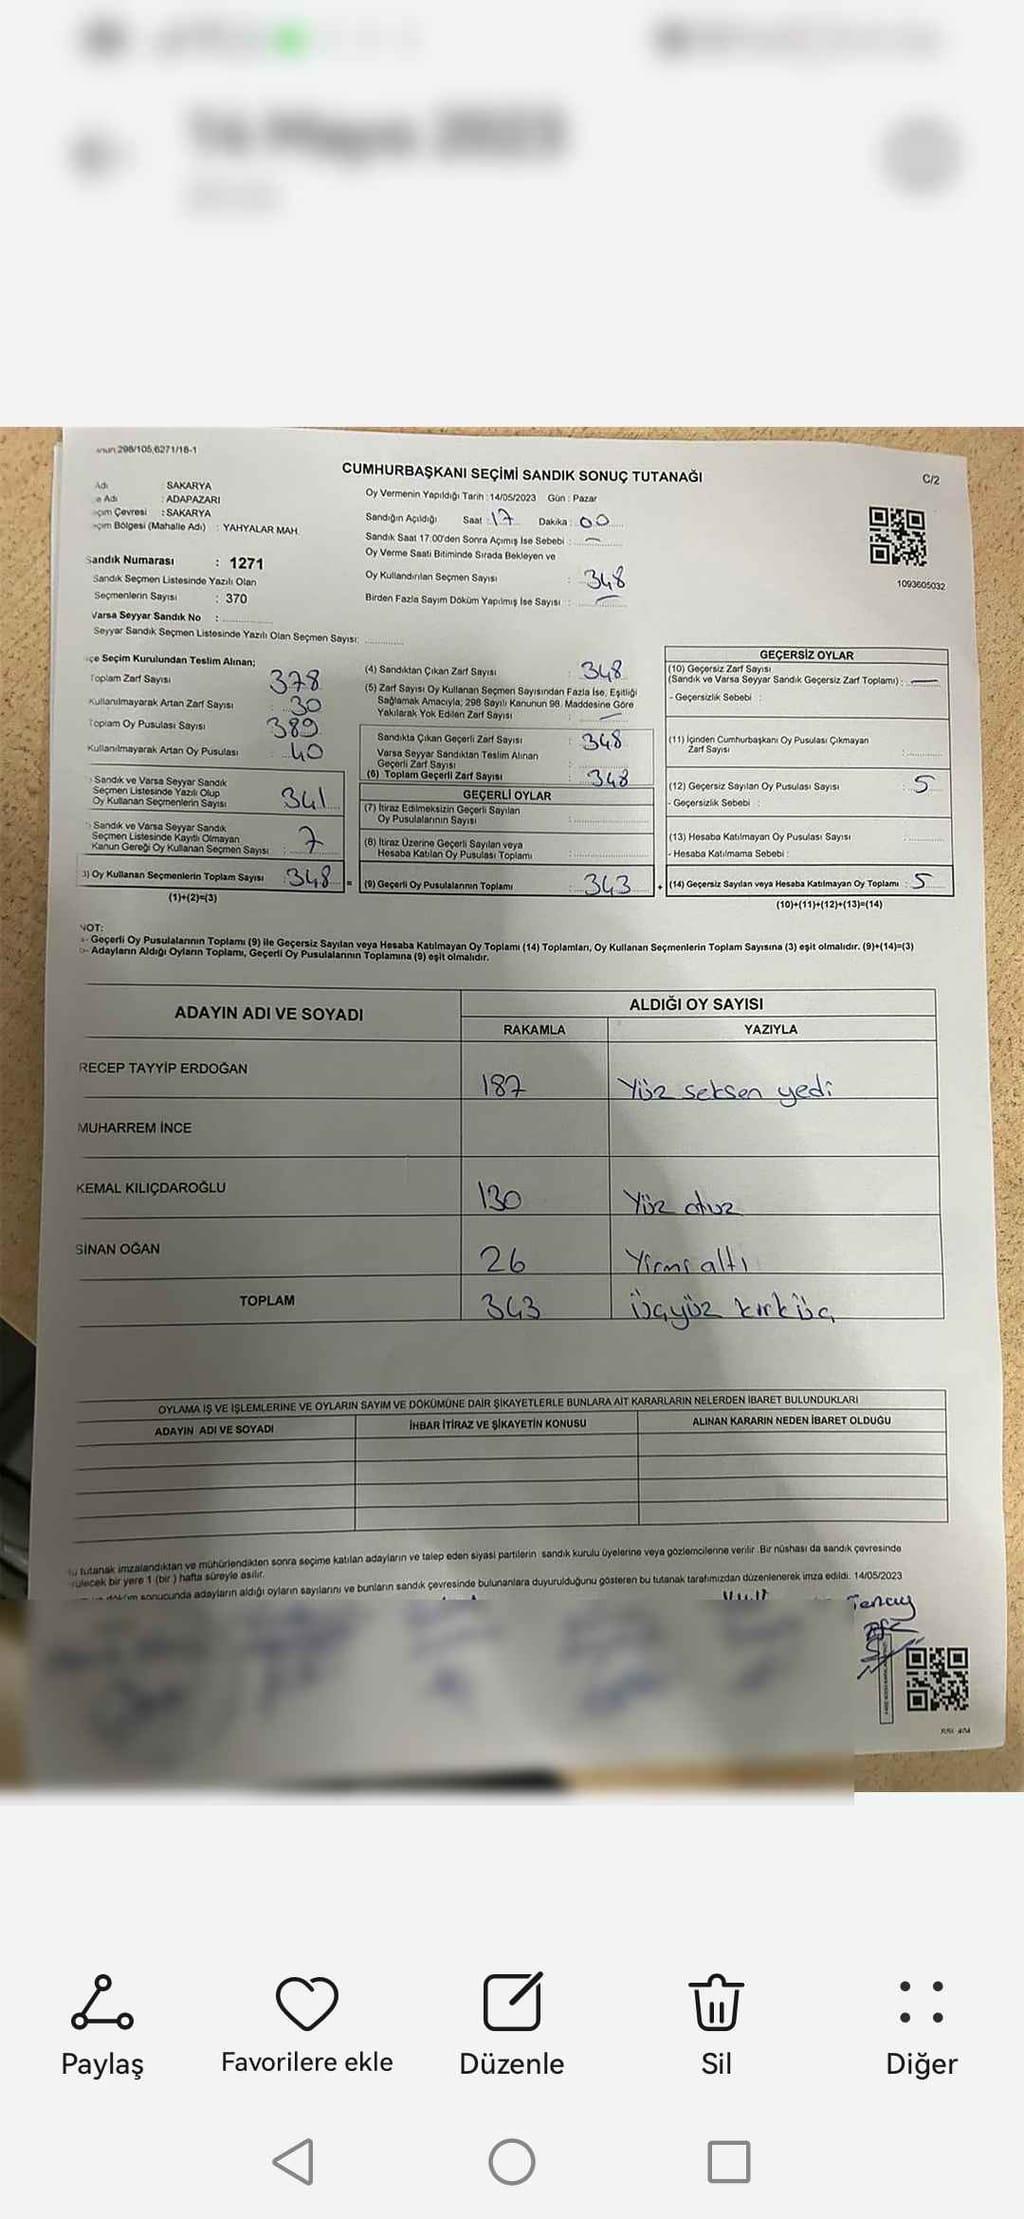 14 Mayıs 2023
298/105,6271/18-1
CUMHURBAŞKANI SEÇİMİ SANDIK SONUÇ TUTANAĞI
C/2
Adı : SAKARYA
Adı : ADAPAZARI
Çevresi : SAKARYA
Bölgesi (Mahalle Adı) : YAHYALAR MAH.
Sandık Numarası : 1271
Sandık Seçmen Listesinde Yazılı Olan
Seçmenlerin Sayısı : 370
Varsa Seyyar Sandık No :
Seyyar Sandık Seçmen Listesinde Yazılı Olan Seçmen Sayısı:
Oy Vermenin Yapıldığı Tarih : 14/05/2023 Gün : Pazar
Sandığın Açıldığı Saat : 17 Dakika : 00
Sandık Saat 17:00'den Sonra Açımış İse Sebebi : —
Oy Verme Saati Bitiminde Sırada Bekleyen ve
Oy Kullandırılan Seçmen Sayısı : 348
Birden Fazla Sayım Döküm Yapılmış İse Sayısı : —
1093605032
Seçim Kurulundan Teslim Alınan;
Toplam Zarf Sayısı 378
Kullanılmayarak Artan Zarf Sayısı : 30
Toplam Oy Pusulası Sayısı 389
Kullanılmayarak Artan Oy Pusulası : 40
Sandık ve Varsa Seyyar Sandık
Seçmen Listesinde Yazılı Olup
Oy Kullanan Seçmenlerin Sayısı : 341
Sandık ve Varsa Seyyar Sandık
Seçmen Listesinde Kayıtlı Olmayan
Kanun Gereği Oy Kullanan Seçmen Sayısı : 7
3) Oy Kullanan Seçmenlerin Toplam Sayısı : 348 =
(1)+(2)=(3)
(4) Sandıktan Çıkan Zarf Sayısı : 348
(5) Zarf Sayısı Oy Kullanan Seçmen Sayısından Fazla İse, Eşitliği
Sağlamak Amacıyla; 298 Sayılı Kanunun 98. Maddesine Göre
Yakılarak Yok Edilen Zarf Sayısı : —
Sandıkta Çıkan Geçerli Zarf Sayısı : 348
Varsa Seyyar Sandıktan Teslim Alınan
Geçerli Zarf Sayısı :
(6) Toplam Geçerli Zarf Sayısı : 348
GEÇERLİ OYLAR
(7) İtiraz Edilmeksizin Geçerli Sayılan
Oy Pusulalarının Sayısı :
(8) İtiraz Üzerine Geçerli Sayılan veya
Hesaba Katılan Oy Pusulası Toplamı :
(9) Geçerli Oy Pusulalarının Toplamı : 343 +
GEÇERSİZ OYLAR
(10) Geçersiz Zarf Sayısı
(Sandık ve Varsa Seyyar Sandık Geçersiz Zarf Toplamı) : —
- Geçersizlik Sebebi :
(11) İçinden Cumhurbaşkanı Oy Pusulası Çıkmayan
Zarf Sayısı :
(12) Geçersiz Sayılan Oy Pusulası Sayısı : 5
- Geçersizlik Sebebi :
(13) Hesaba Katılmayan Oy Pusulası Sayısı :
- Hesaba Katılmama Sebebi :
(14) Geçersiz Sayılan veya Hesaba Katılmayan Oy Toplamı : 5
(10)+(11)+(12)+(13)=(14)
NOT:
a- Geçerli Oy Pusulalarının Toplamı (9) ile Geçersiz Sayılan veya Hesaba Katılmayan Oy Toplamı (14) Toplamları, Oy Kullanan Seçmenlerin Toplam Sayısına (3) eşit olmalıdır. (9)+(14)=(3)
b- Adayların Aldığı Oyların Toplamı, Geçerli Oy Pusulalarının Toplamına (9) eşit olmalıdır.
ADAYIN ADI VE SOYADI
ALDIĞI OY SAYISI
RAKAMLA YAZIYLA
RECEP TAYYİP ERDOĞAN 187 Yüz seksen yedi
MUHARREM İNCE
KEMAL KILIÇDAROĞLU 130 Yüz otuz
SİNAN OĞAN 26 Yirmi altı
TOPLAM 343 Üçyüz kırküç
OYLAMA İŞ VE İŞLEMLERİNE VE OYLARIN SAYIM VE DÖKÜMÜNE DAİR ŞİKAYETLERLE BUNLARA AİT KARARLARIN NELERDEN İBARET BULUNDUKLARI
ADAYIN ADI VE SOYADI İHBAR İTİRAZ VE ŞİKAYETİN KONUSU ALINAN KARARIN NEDEN İBARET OLDUĞU
tutanak imzalandıktan ve mühürlendikten sonra seçime katılan adayların ve talep eden siyasi partilerin sandık kurulu üyelerine veya gözlemcilerine verilir. Bir nüshası da sandık çevresinde
bir yere 1 (bir ) hafta süreyle asılır.
sonucunda adayların aldığı oyların sayılarını ve bunların sandık çevresinde bulunanlara duyurulduğunu gösteren bu tutanak tarafımızdan düzenlenerek imza edildi. 14/05/2023
Paylaş Favorilere ekle Düzenle Sil Diğer